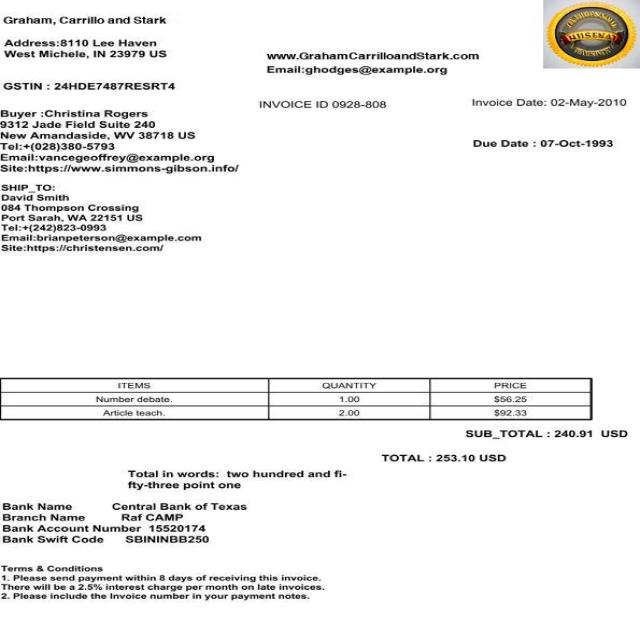 Graham, Carrillo and Stark
Address:8110 Lee Haven
West Michele, IN 23979 US
www.GrahamCarrilloandStark.com
Email:ghodges@example.org
GSTIN : 24HDE7487RESRT4
INVOICE ID 0928-808
Invoice Date: 02-May-2010
Due Date : 07-Oct-1993
Buyer :Christina Rogers
9312 Jade Field Suite 240
New Amandaside, WV 38718 US
Tel:+(028)380-5793
Email:vancegeoffrey@example.org
Site:https://www.simmons-gibson.info/
SHIP_TO:
David Smith
084 Thompson Crossing
Port Sarah, WA 22151 US
Tel:+(242)823-0993
Email:brianpeterson@example.com
Site:https://christensen.com/
ITEMS QUANTITY PRICE
Number debate. 1.00 $56.25
Article teach. 2.00 $92.33
SUB_TOTAL : 240.91 USD
TOTAL : 253.10 USD
Total in words: two hundred and fi-
fty-three point one
Bank Name Central Bank of Texas
Branch Name Raf CAMP
Bank Account Number 15520174
Bank Swift Code SBININBB250
Terms & Conditions
1. Please send payment within 8 days of receiving this invoice.
There will be a 2.5% interest charge per month on late invoices.
2. Please include the Invoice number in your payment notes.